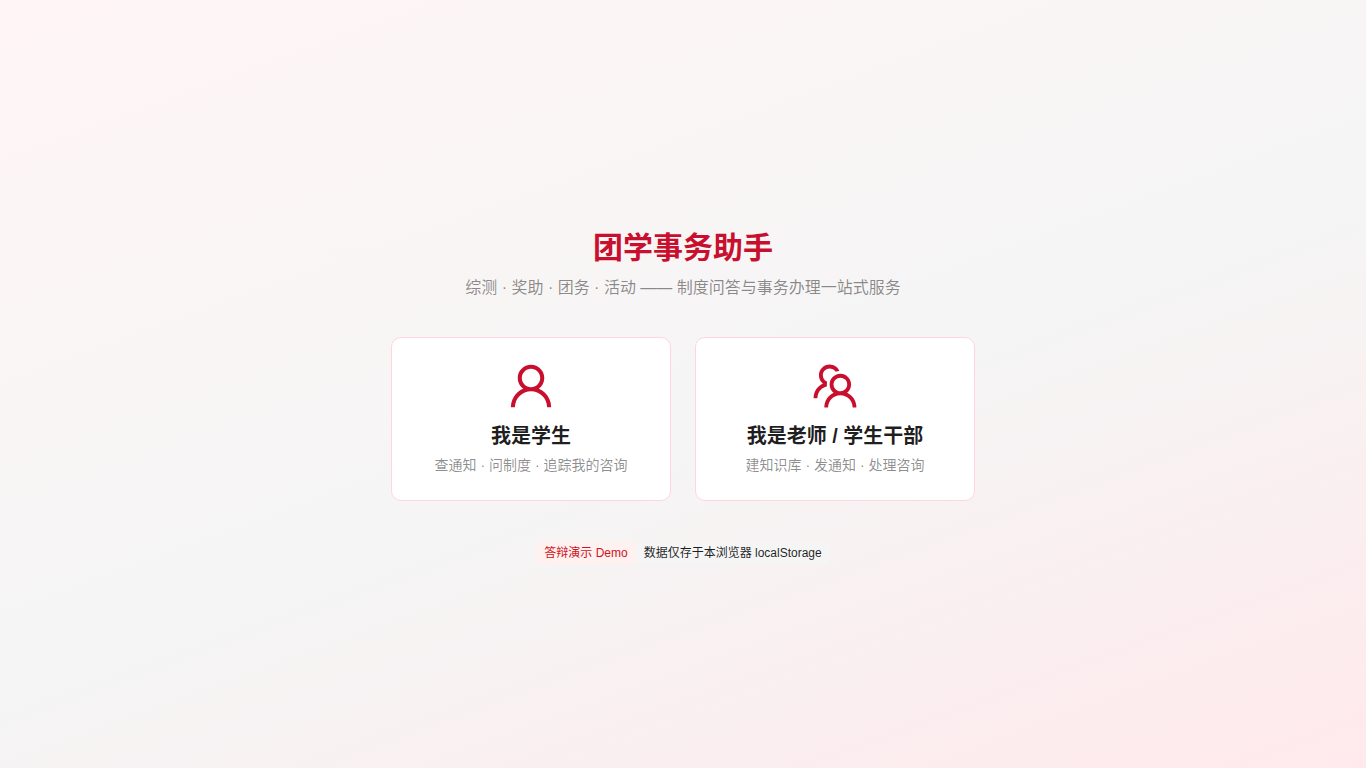 团学事务助手
综测 · 奖助 · 团务 · 活动 —— 制度问答与事务办理一站式服务
我是学生
查通知 · 问制度 · 追踪我的咨询
我是老师 / 学生干部
建知识库 · 发通知 · 处理咨询
答辩演示 Demo 数据仅存于本浏览器 localStorage